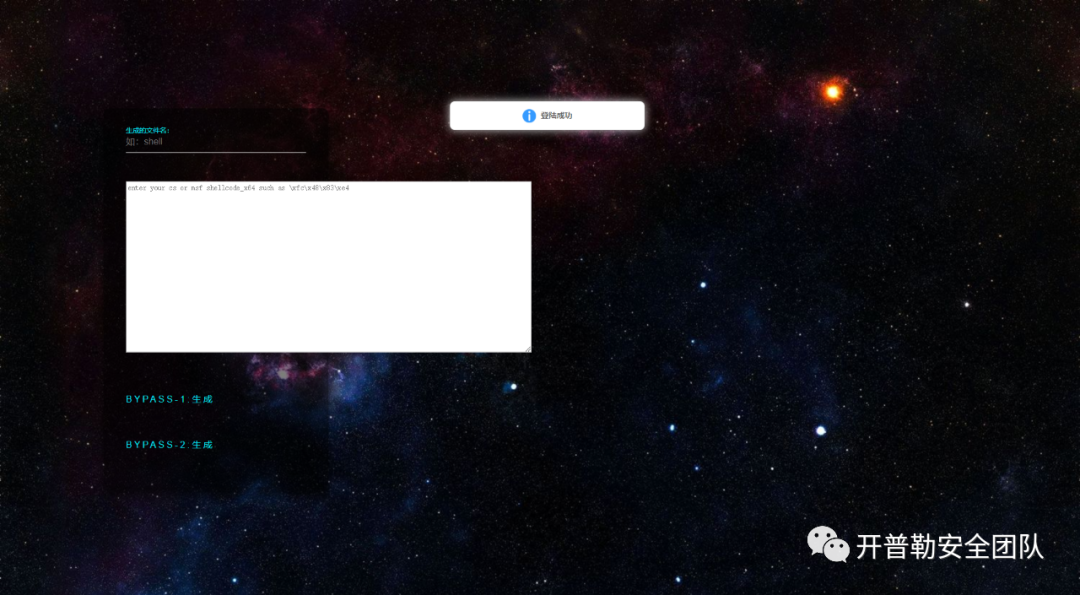 登陆成功
生成的文件名:
如：shell
enter your cs or msf shellcode_x64 such as \xfc\x48\x83\xe4
BYPASS-1:生成
BYPASS-2:生成
开普勒安全团队